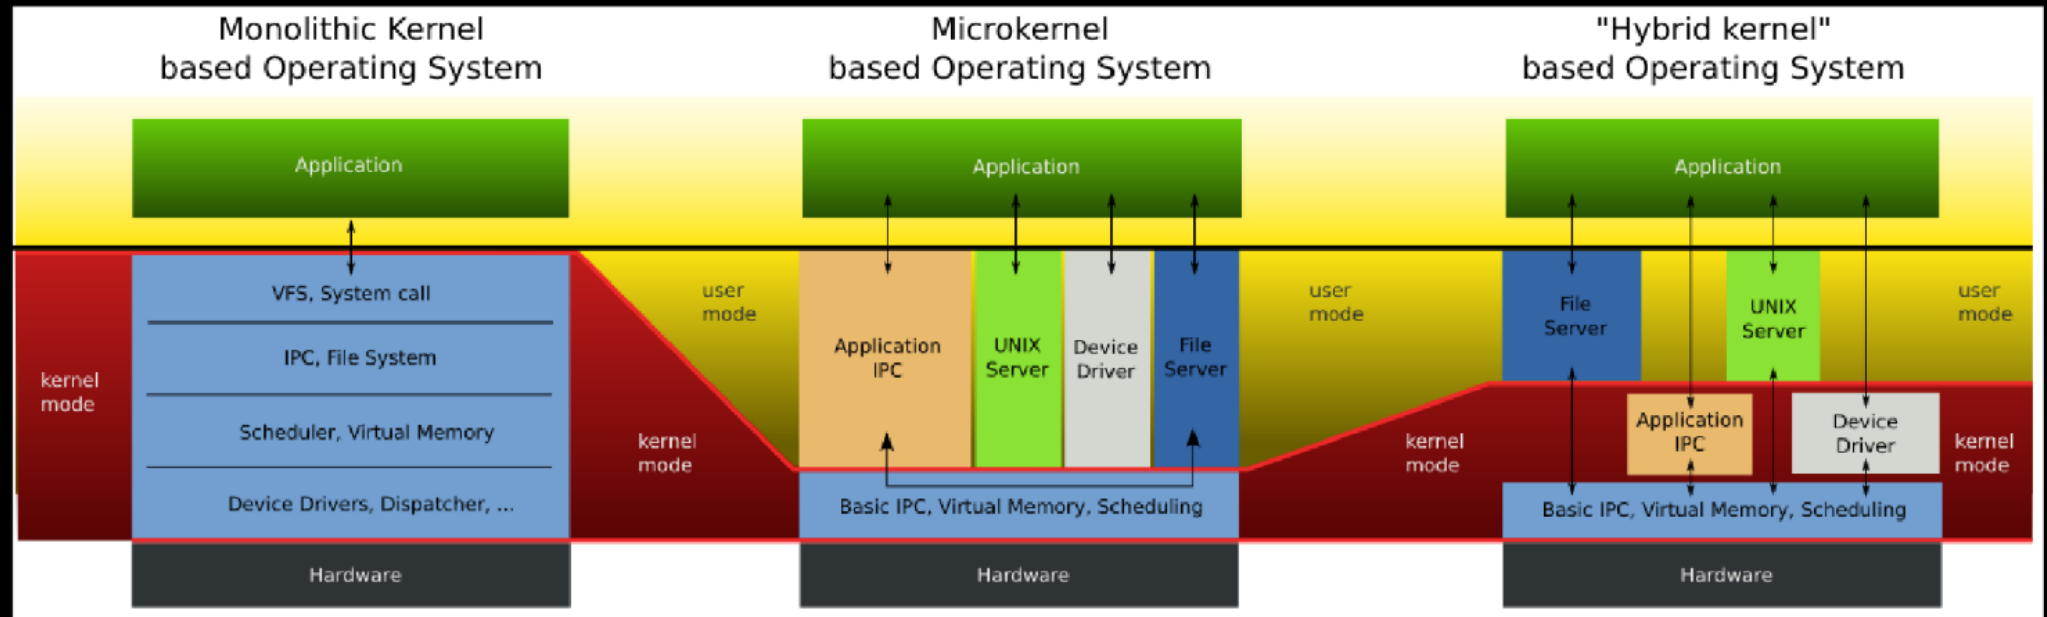 Monolithic Kernel
based Operating System
Microkernel
based Operating System
"Hybrid kernel"
based Operating System
Application
VFS, System call
IPC, File System
Scheduler, Virtual Memory
Device Drivers, Dispatcher, ...
Hardware
kernel
mode
kernel
mode
user
mode
Application
Application
IPC
UNIX
Server
Device
Driver
File
Server
Basic IPC, Virtual Memory, Scheduling
Hardware
user
mode
kernel
mode
Application
File
Server
UNIX
Server
user
mode
Application
IPC
Device
Driver
kernel
mode
Basic IPC, Virtual Memory, Scheduling
Hardware